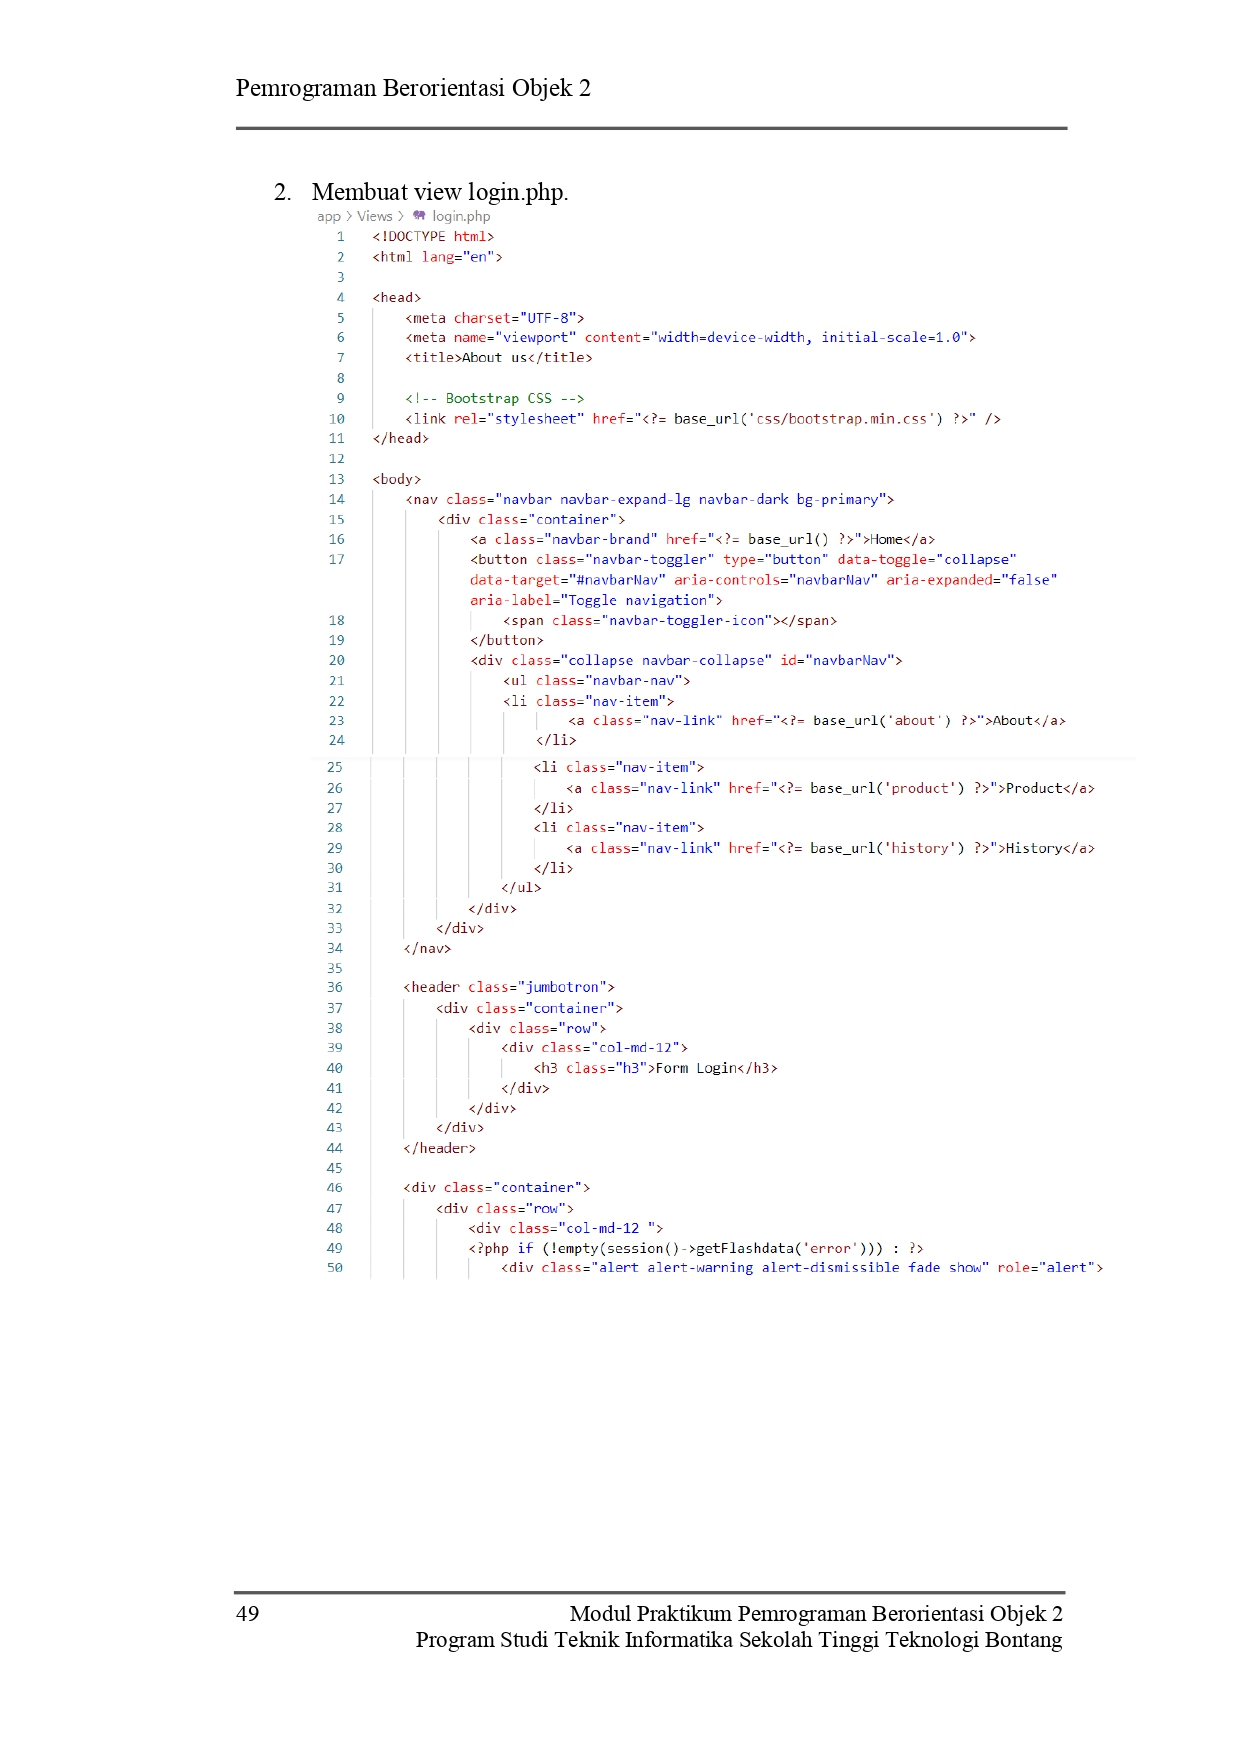 Pemrograman Berorientasi Objek 2
2. Membuat view login.php.
app > Views > login.php
1 <!DOCTYPE html>
2 <html lang="en">
3
4 <head>
5 <meta charset="UTF-8">
6 <meta name="viewport" content="width=device-width, initial-scale=1.0">
7 <title>About us</title>
8
9 <!-- Bootstrap CSS -->
10 <link rel="stylesheet" href="<?= base_url('css/bootstrap.min.css') ?>" />
11 </head>
12
13 <body>
14 <nav class="navbar navbar-expand-lg navbar-dark bg-primary">
15 <div class="container">
16 <a class="navbar-brand" href="<?= base_url() ?>">Home</a>
17 <button class="navbar-toggler" type="button" data-toggle="collapse"
data-target="#navbarNav" aria-controls="navbarNav" aria-expanded="false"
aria-label="Toggle navigation">
18 <span class="navbar-toggler-icon"></span>
19 </button>
20 <div class="collapse navbar-collapse" id="navbarNav">
21 <ul class="navbar-nav">
22 <li class="nav-item">
23 <a class="nav-link" href="<?= base_url('about') ?>">About</a>
24 </li>
25 <li class="nav-item">
26 <a class="nav-link" href="<?= base_url('product') ?>">Product</a>
27 </li>
28 <li class="nav-item">
29 <a class="nav-link" href="<?= base_url('history') ?>">History</a>
30 </li>
31 </ul>
32 </div>
33 </div>
34 </nav>
35
36 <header class="jumbotron">
37 <div class="container">
38 <div class="row">
39 <div class="col-md-12">
40 <h3 class="h3">Form Login</h3>
41 </div>
42 </div>
43 </div>
44 </header>
45
46 <div class="container">
47 <div class="row">
48 <div class="col-md-12 ">
49 <?php if (!empty(session()->getFlashdata('error'))) : ?>
50 <div class="alert alert-warning alert-dismissible fade show" role="alert">
49 Modul Praktikum Pemrograman Berorientasi Objek 2
Program Studi Teknik Informatika Sekolah Tinggi Teknologi Bontang